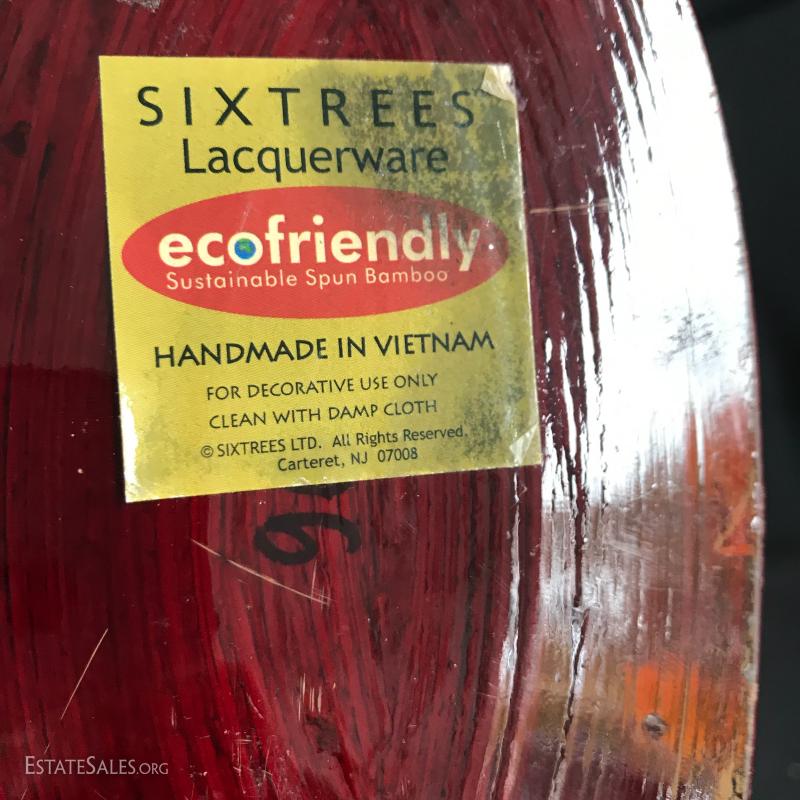 SIXTREES™
Lacquerware
ecofriendly
Sustainable Spun Bamboo
HANDMADE IN VIETNAM
FOR DECORATIVE USE ONLY
CLEAN WITH DAMP CLOTH
© SIXTREES LTD. All Rights Reserved.
Carteret, NJ 07008
ESTATESALES.ORG